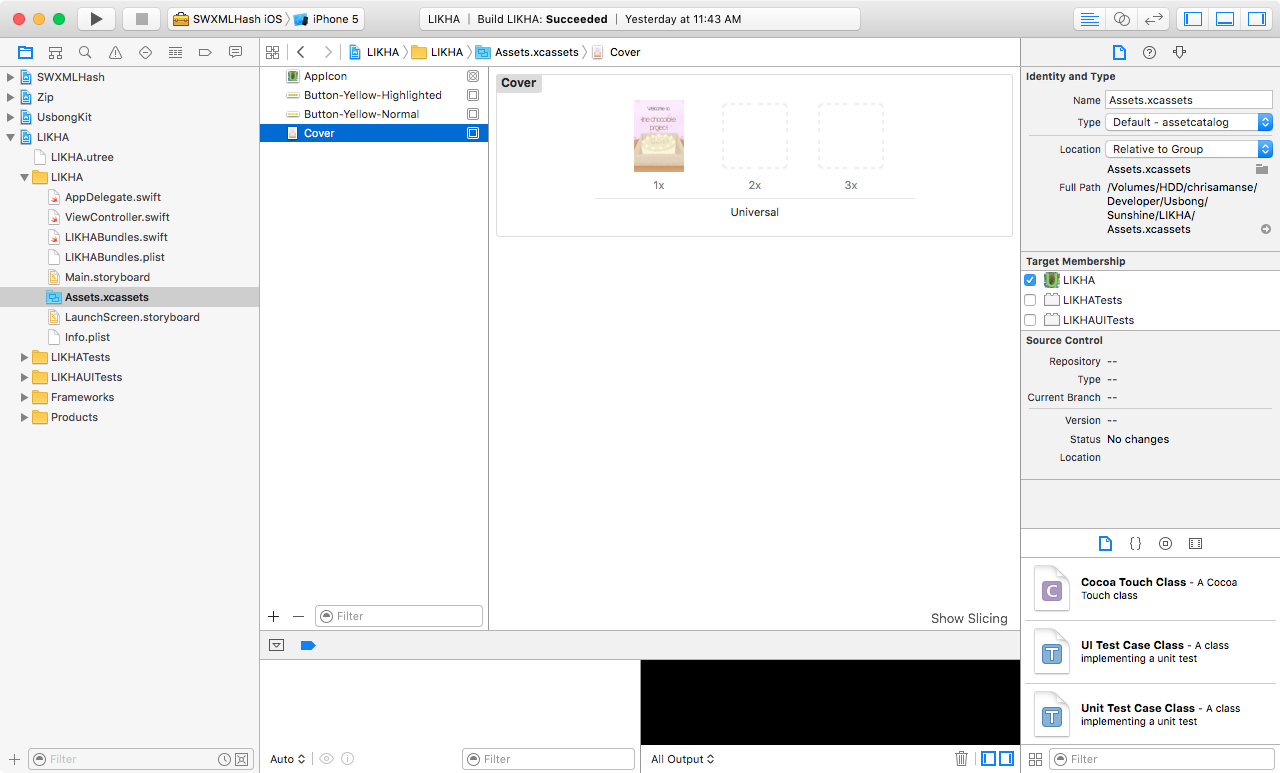 SWXMLHash iOS
iPhone 5
LIKHA | Build LIKHA: Succeeded | Yesterday at 11:43 AM
LIKHA
LIKHA
Assets.xcassets
Cover
SWXMLHash
Zip
UsbongKit
LIKHA
LIKHA.utree
LIKHA
AppDelegate.swift
ViewController.swift
LIKHABundles.swift
LIKHABundles.plist
Main.storyboard
Assets.xcassets
LaunchScreen.storyboard
Info.plist
LIKHATests
LIKHAUITests
Frameworks
Products
Filter
AppIcon
Button-Yellow-Highlighted
Button-Yellow-Normal
Cover
Filter
Cover
welcome to
the chocolate
project
1x
2x
3x
Universal
Show Slicing
Auto
Filter
All Output
Identity and Type
Name Assets.xcassets
Type Default - assetcatalog
Location Relative to Group
Assets.xcassets
Full Path /Volumes/HDD/chrisamanse/
Developer/Usbong/
Sunshine/LIKHA/
Assets.xcassets
Target Membership
LIKHA
LIKHATests
LIKHAUITests
Source Control
Repository --
Type --
Current Branch --
Version --
Status No changes
Location
{}
C
Cocoa Touch Class - A Cocoa
Touch class
T
UI Test Case Class - A class
implementing a unit test
T
Unit Test Case Class - A class
implementing a unit test
Filter